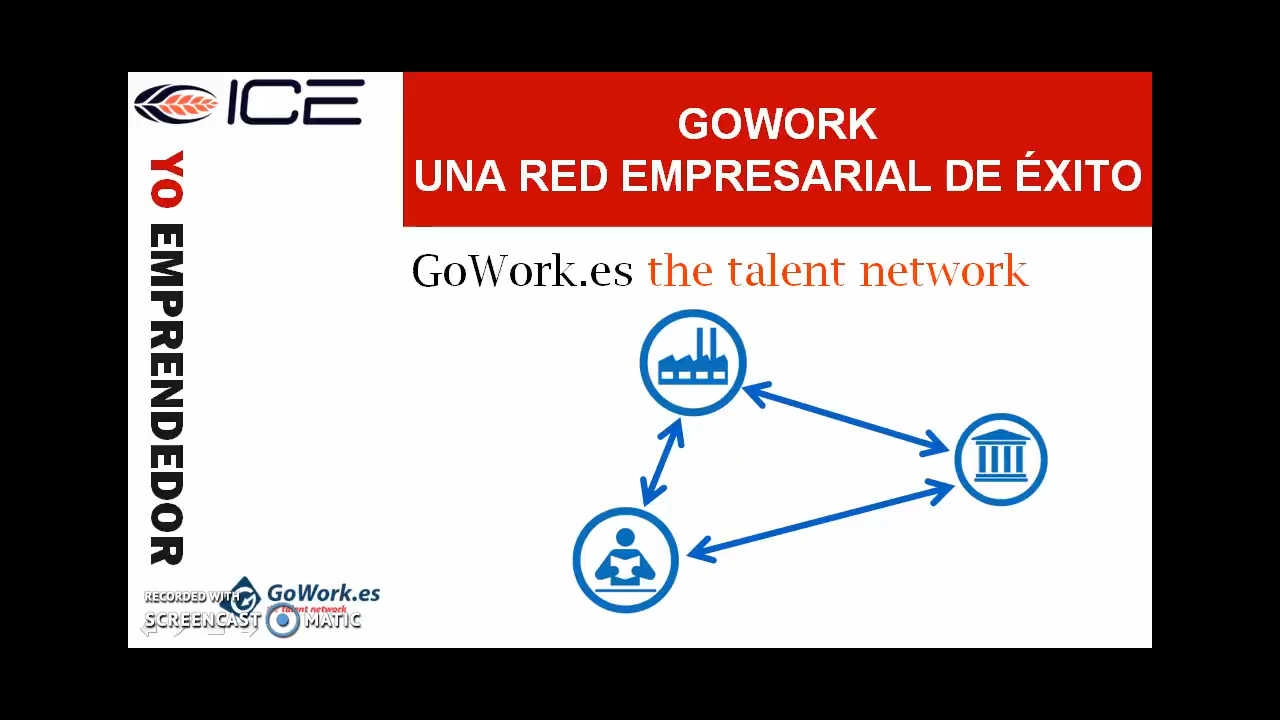 ICE
GOWORK
UNA RED EMPRESARIAL DE ÉXITO
YO EMPRENDEDOR
GoWork.es the talent network
GoWork.es
the talent network
RECORDED WITH
SCREENCAST MATIC